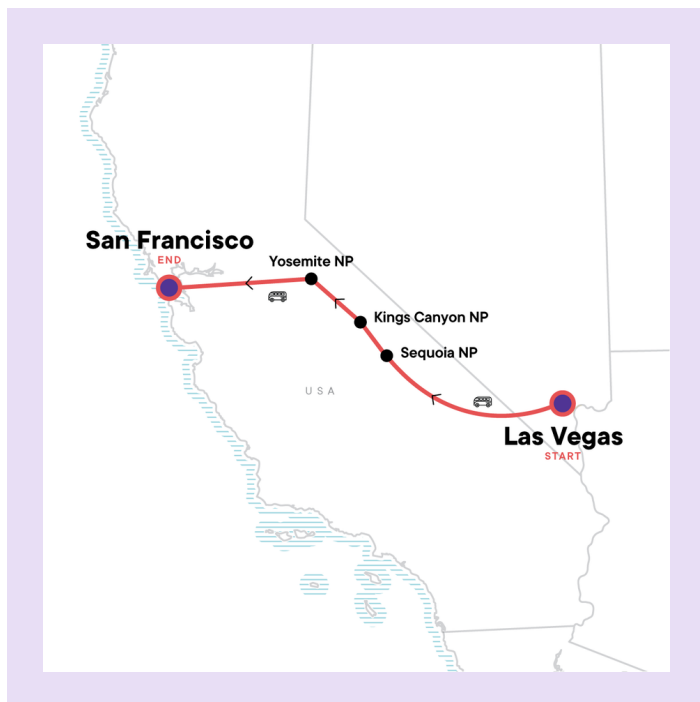 San Francisco
END
Yosemite NP
Kings Canyon NP
Sequoia NP
USA
Las Vegas
START